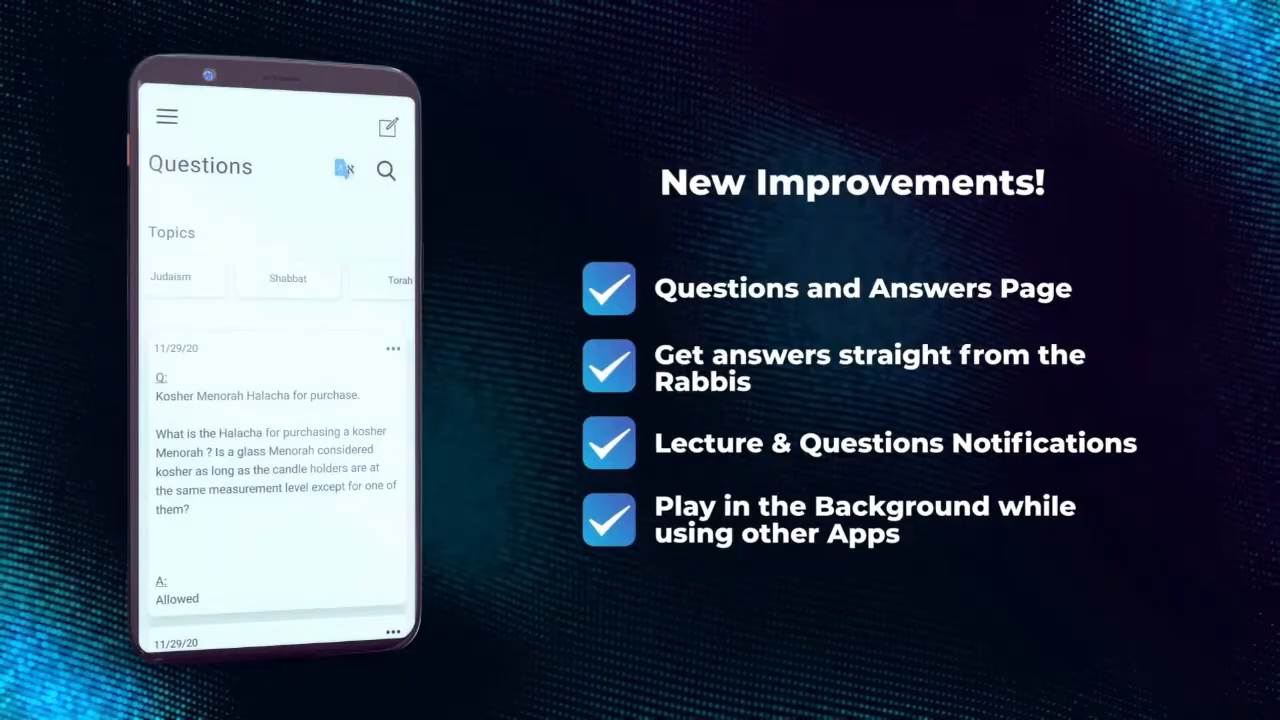 Questions
Topics
Judaism
Shabbat
Torah
11/29/20
Q:
Kosher Menorah Halacha for purchase.
What is the Halacha for purchasing a kosher
Menorah ? Is a glass Menorah considered
kosher as long as the candle holders are at
the same measurement level except for one of
them?
A:
Allowed
11/29/20
New Improvements!
Questions and Answers Page
Get answers straight from the
Rabbis
Lecture & Questions Notifications
Play in the Background while
using other Apps